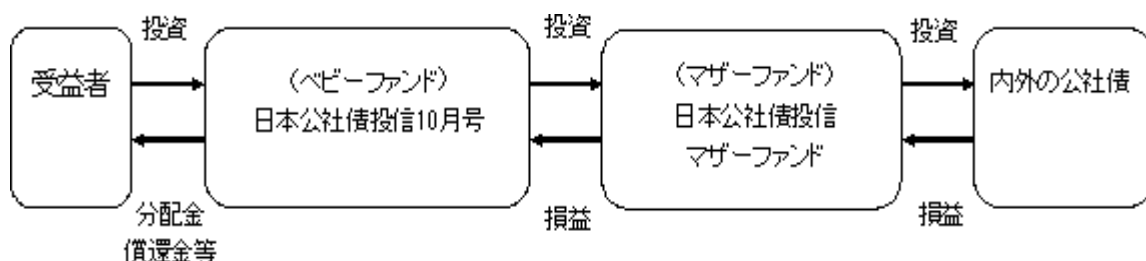 投資
投資
投資
受益者
(ベビーファンド)
日本公社債投信10月号
(マザーファンド)
日本公社債投信
マザーファンド
内外の公社債
分配金
償還金等
損益
損益